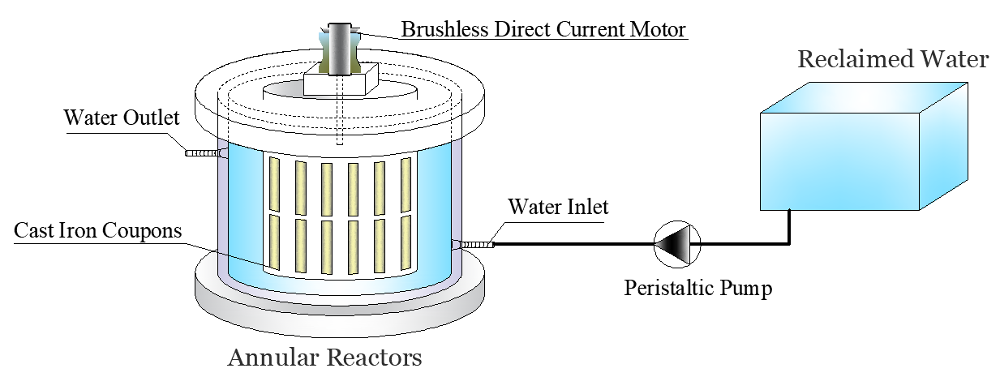 Brushless Direct Current Motor
Reclaimed Water
Water Outlet
Water Inlet
Cast Iron Coupons
Peristaltic Pump
Annular Reactors